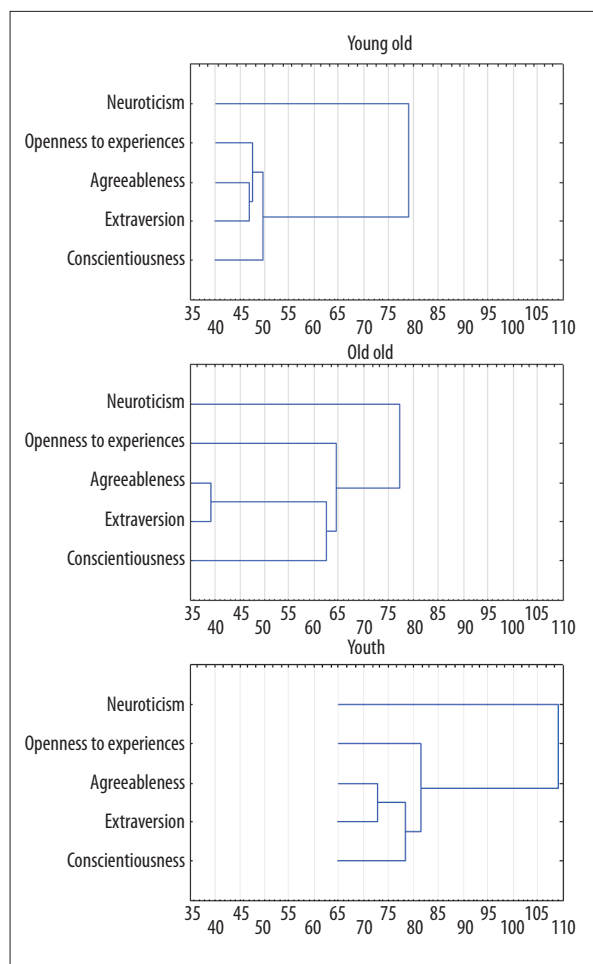 Young old
Neuroticism
Openness to experiences
Agreeableness
Extraversion
Conscientiousness
35 45 55 65 75 85 95 105
40 50 60 70 80 90 100 110
Old old
Neuroticism
Openness to experiences
Agreeableness
Extraversion
Conscientiousness
35 45 55 65 75 85 95 105
40 50 60 70 80 90 100 110
Youth
Neuroticism
Openness to experiences
Agreeableness
Extraversion
Conscientiousness
35 45 55 65 75 85 95 105
40 50 60 70 80 90 100 110